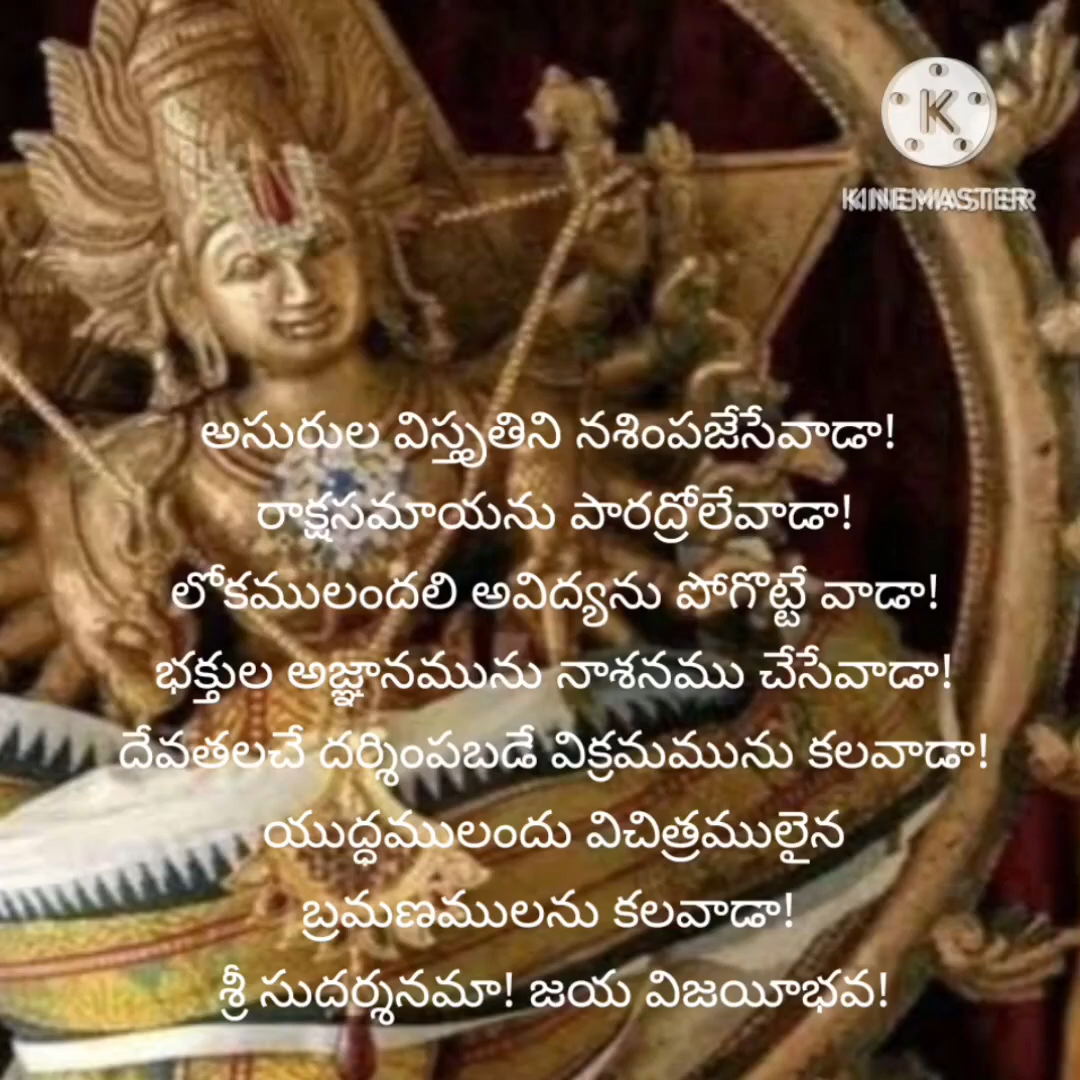 K
KINEMASTER
అసురుల విస్తృతిని నశింపజేసేవాడా!
రాక్షసమాయను పారద్రోలేవాడా!
లోకములందలి అవిద్యను పోగొట్టే వాడా!
భక్తుల అజ్ఞానమును నాశనము చేసేవాడా!
దేవతలచే దర్శింపబడే విక్రమమును కలవాడా!
యుద్ధములందు విచిత్రములైన
బ్రమణములను కలవాడా!
శ్రీ సుదర్శనమా! జయ విజయీభవ!